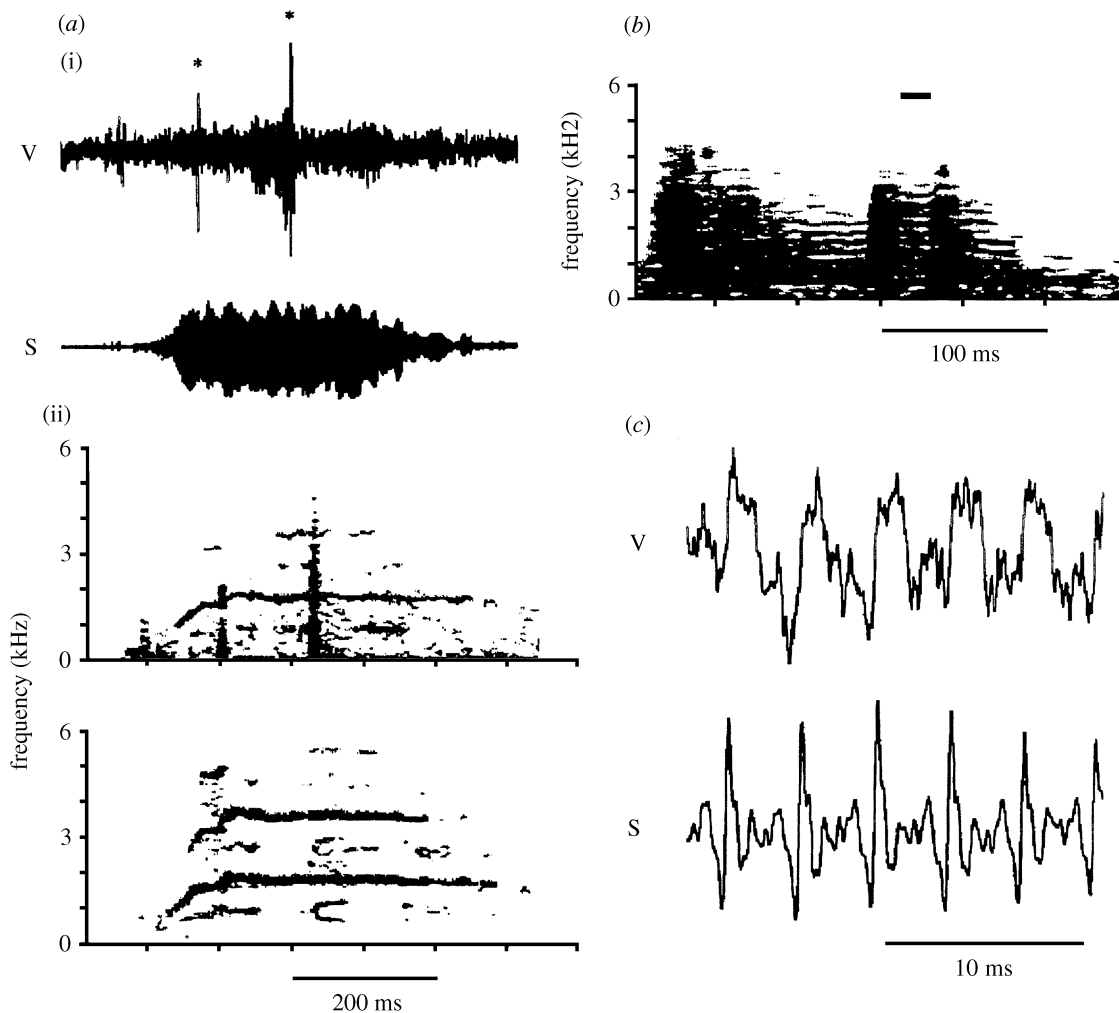 (a)
(i)
*
*
V
S
(ii)
6
3
0
frequency (kHz)
6
3
0
200 ms
(b)
6
3
0
frequency (kH2)
100 ms
(c)
V
S
10 ms